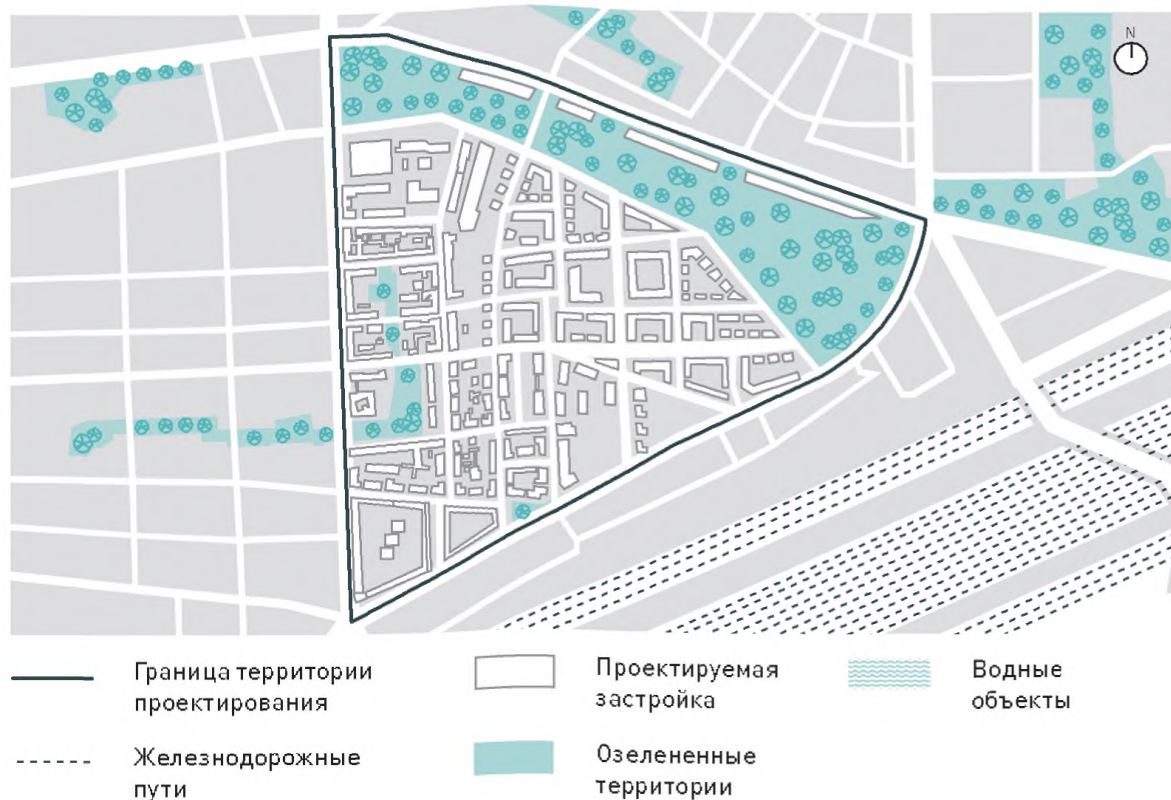 N
Граница территории
проектирования
Проектируемая
застройка
Водные
объекты
Железнодорожные
пути
Озелененные
территории